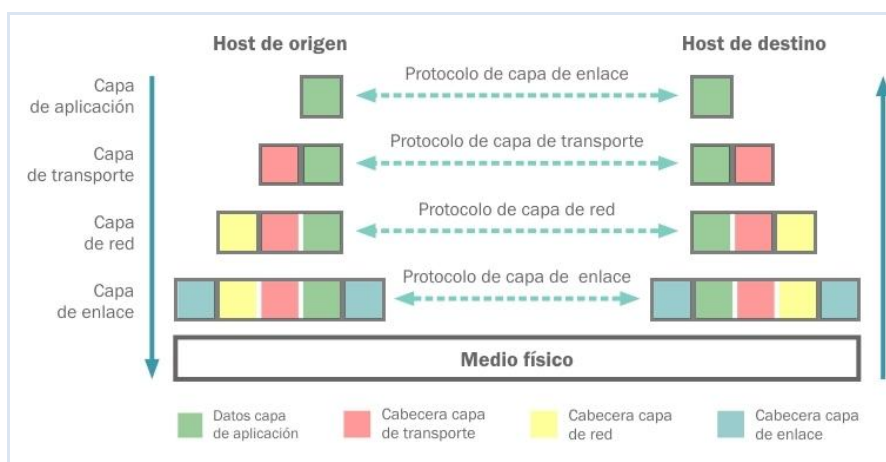 Host de origen
Host de destino
Capa
de aplicación
Protocolo de capa de enlace
Capa
de transporte
Protocolo de capa de transporte
Capa
de red
Protocolo de capa de red
Capa
de enlace
Protocolo de capa de enlace
Medio físico
Datos capa
de aplicación
Cabecera capa
de transporte
Cabecera capa
de red
Cabecera capa
de enlace